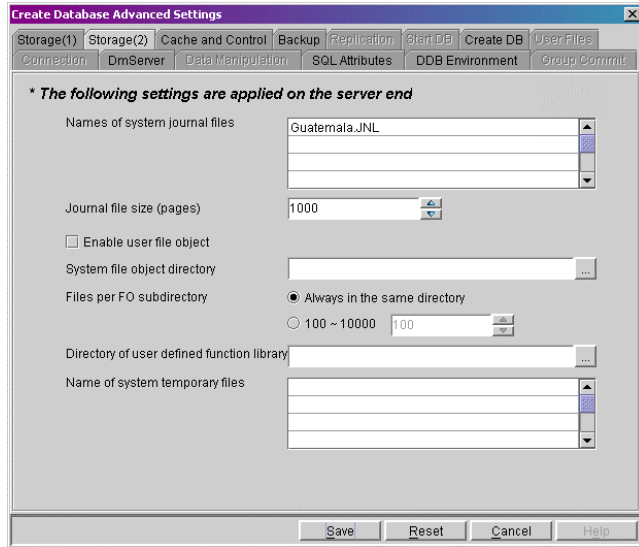 Create Database Advanced Settings
Storage(1) Storage(2) Cache and Control Backup Replication Start DB Create DB User Files
Connection DmServer Data Manipulation SQL Attributes DDB Environment Group Commit
* The following settings are applied on the server end
Names of system journal files
Guatemala.JNL
Journal file size (pages) 1000
Enable user file object
System file object directory ...
Files per FO subdirectory Always in the same directory
100 ~ 10000 100
Directory of user defined function library ...
Name of system temporary files
Save Reset Cancel Help